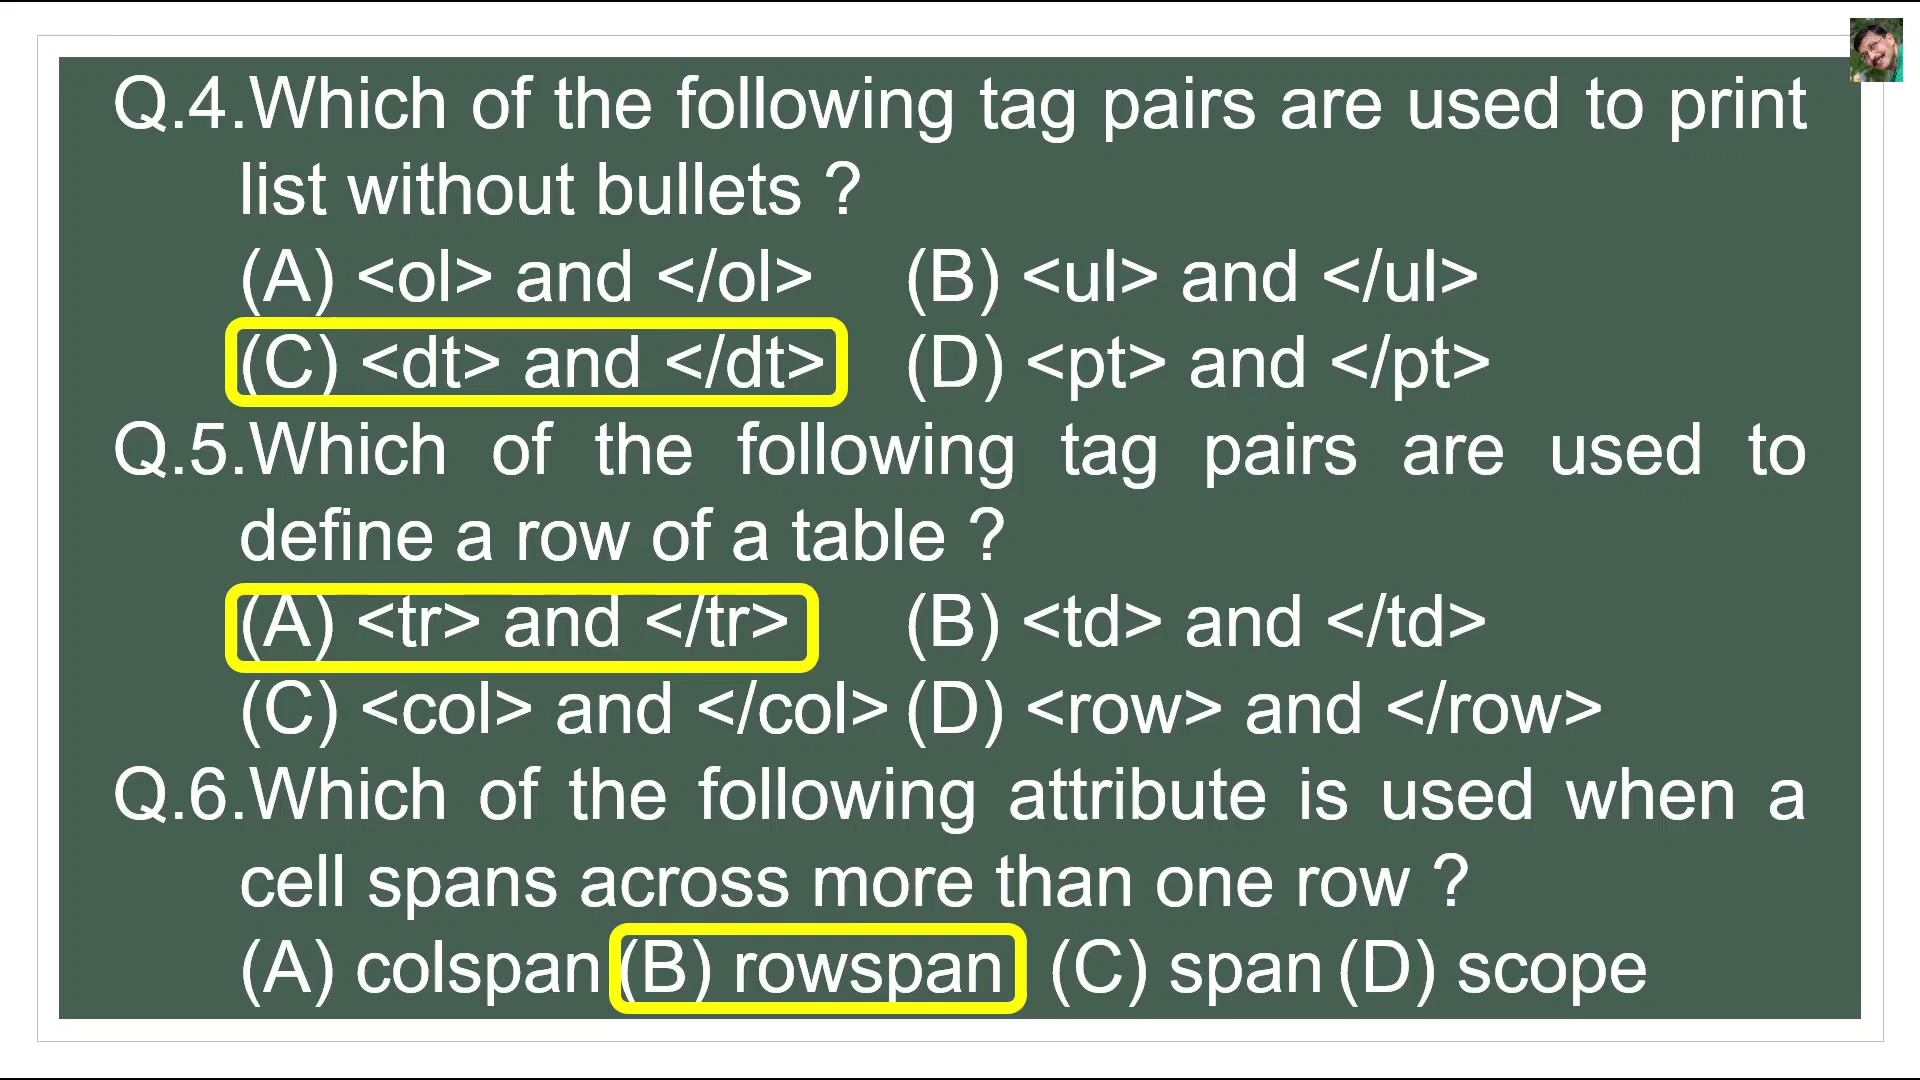 Q.4.Which of the following tag pairs are used to print
list without bullets ?
(A) <ol> and </ol> (B) <ul> and </ul>
(C) <dt> and </dt> (D) <pt> and </pt>
Q.5.Which of the following tag pairs are used to
define a row of a table ?
(A) <tr> and </tr> (B) <td> and </td>
(C) <col> and </col> (D) <row> and </row>
Q.6.Which of the following attribute is used when a
cell spans across more than one row ?
(A) colspan (B) rowspan (C) span (D) scope